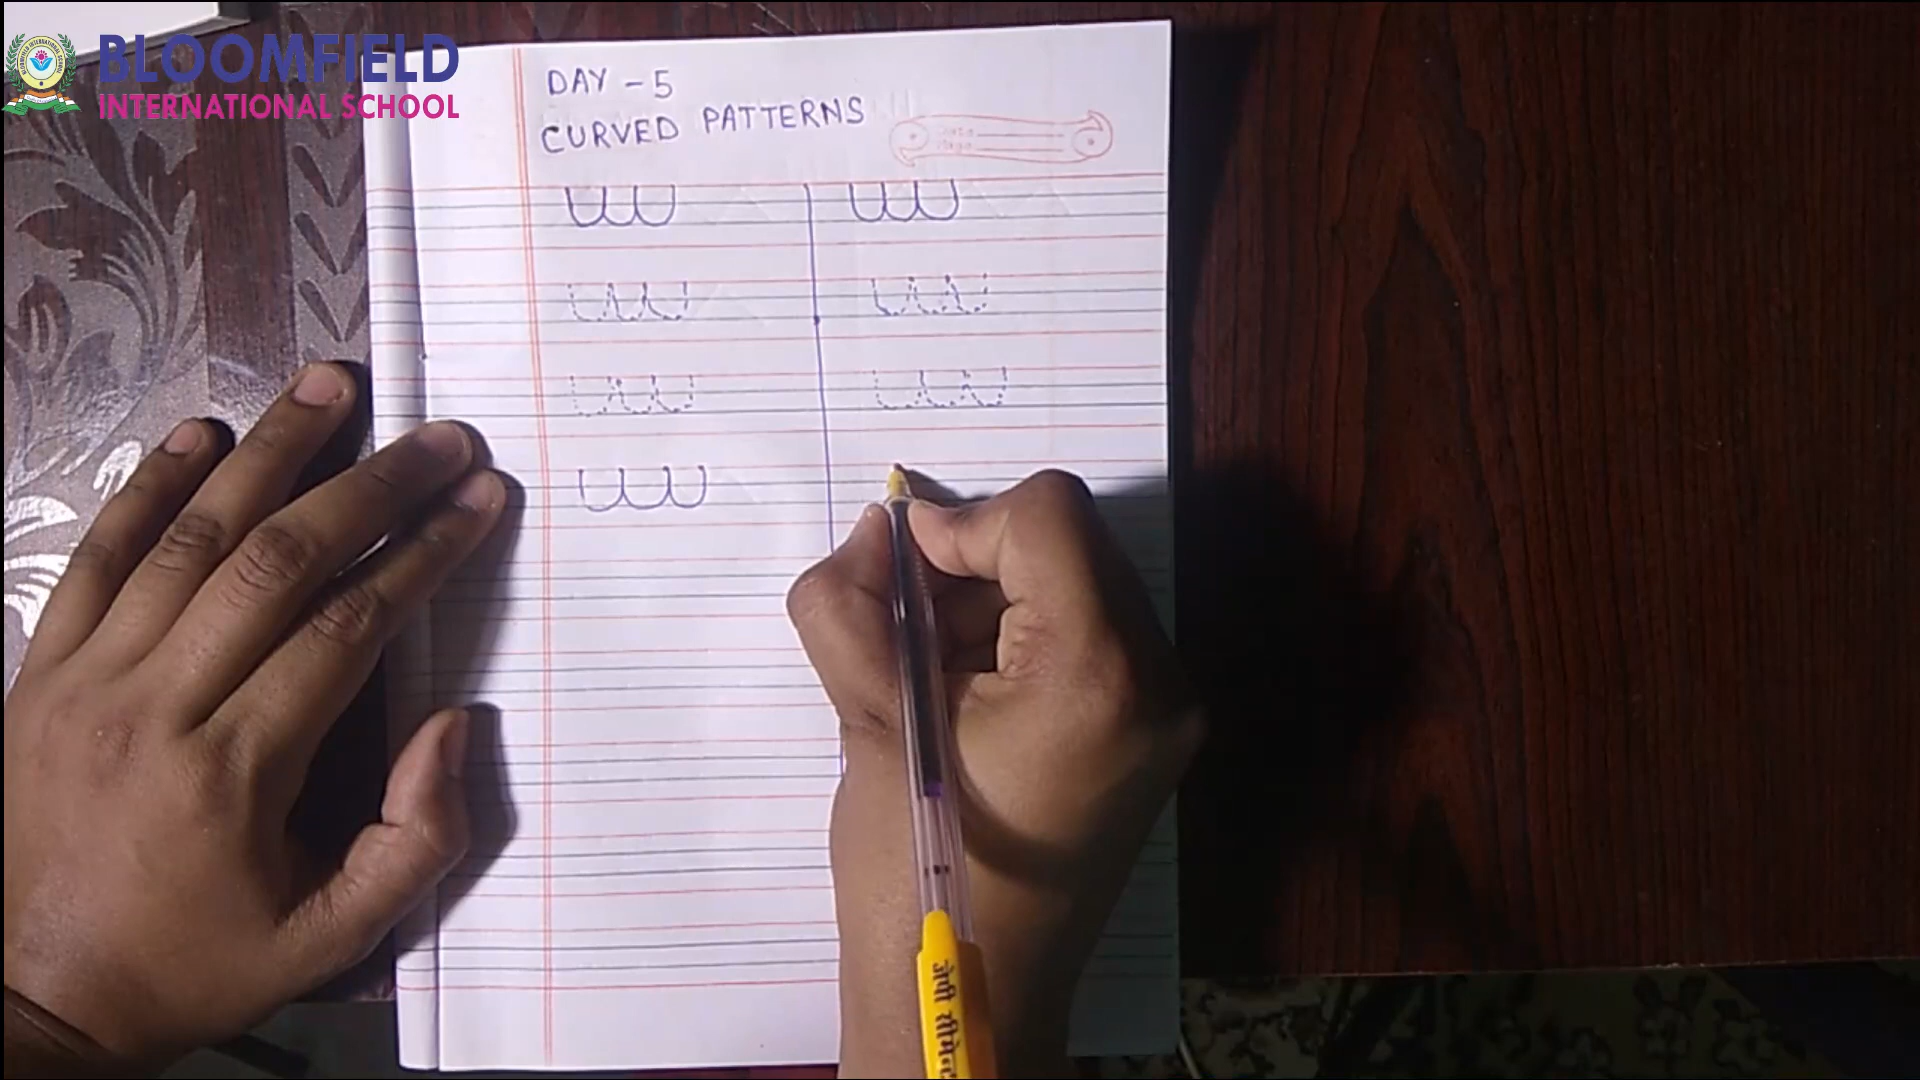 BLOOMFIELD
INTERNATIONAL SCHOOL
DAY - 5
CURVED PATTERNS